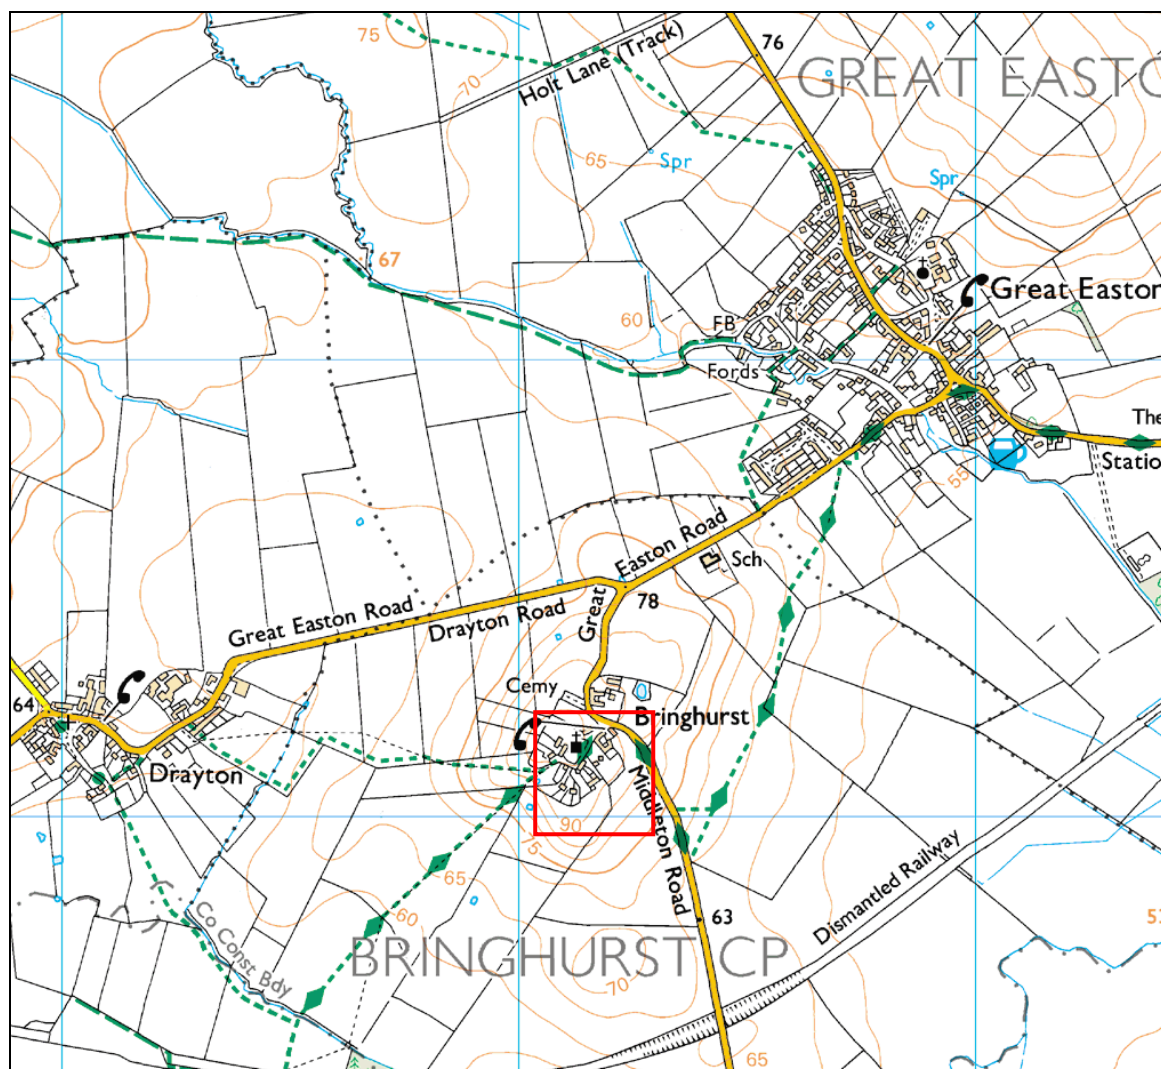 75
76
GREAT EASTO
70
Holt Lane (Track)
65
Spr
Spr
67
Great Easton
60
FB
Fords
The
Statio
55
Easton Road
Sch
78
Great
Great Easton Road
Drayton Road
Cemy
64
Bringhurst
Drayton
Middleton Road
90
75
65
Dismantled Railway
60
63
Co Const Bdy
BRINGHURST CP
70
65